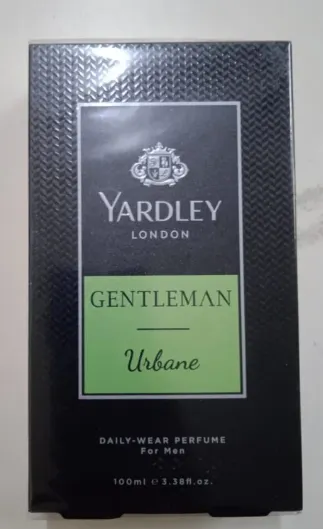 YARDLEY
LONDON
GENTLEMAN
Urbane
DAILY-WEAR PERFUME
For Men
100ml ℮ 3.38fl.oz.